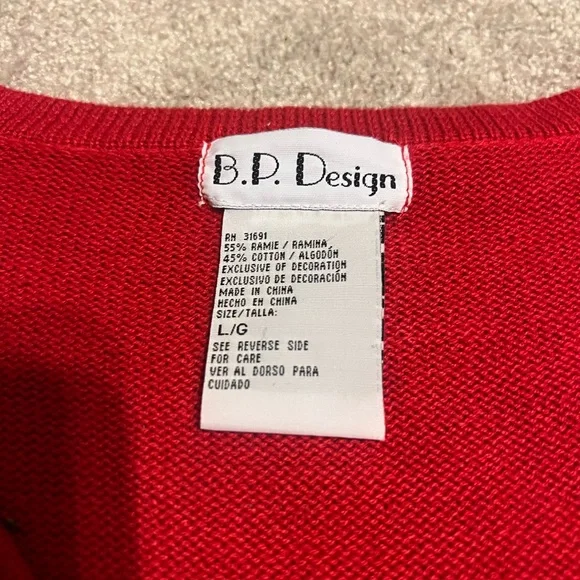 B.P. Design
RN 31691
55% RAMIE / RAMINA
45% COTTON / ALGODÓN
EXCLUSIVE OF DECORATION
EXCLUSIVO DE DECORACIÓN
MADE IN CHINA
HECHO EN CHINA
SIZE/TALLA:
L/G
SEE REVERSE SIDE
FOR CARE
VER AL DORSO PARA
CUIDADO